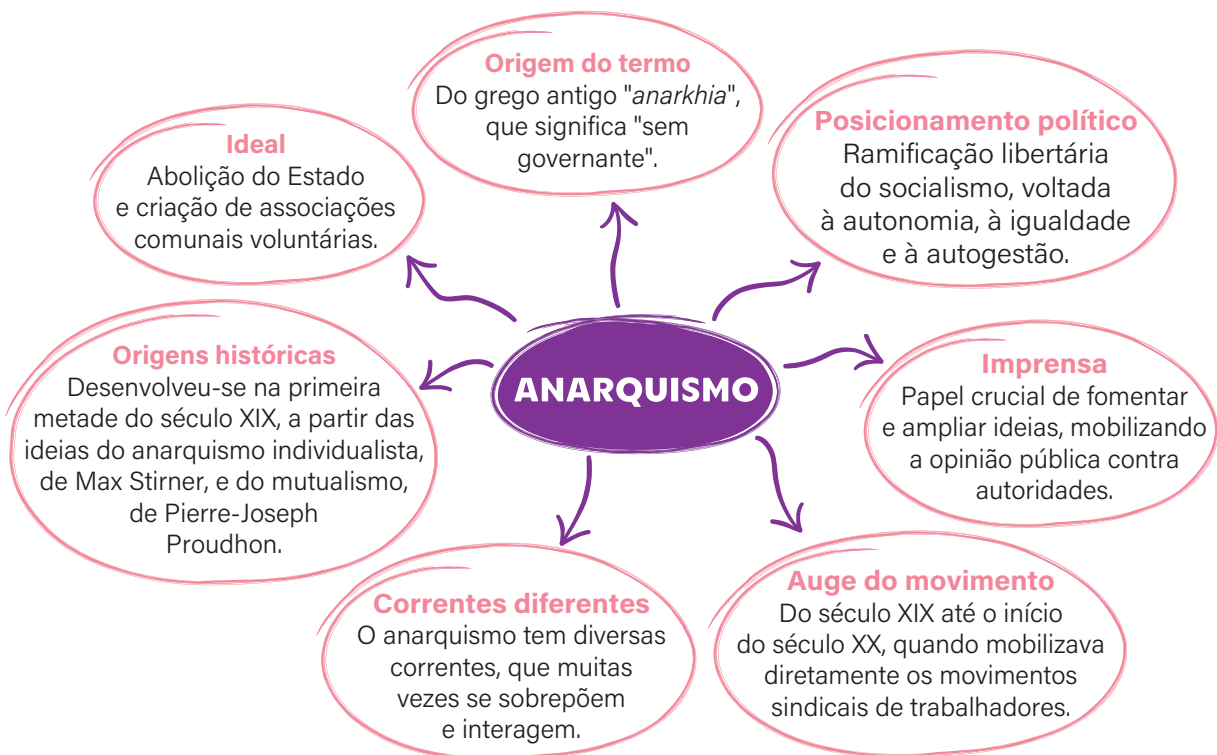 Origem do termo
Do grego antigo "anarkhia",
que significa "sem
governante".
Posicionamento político
Ramificação libertária
do socialismo, voltada
à autonomia, à igualdade
e à autogestão.
Ideal
Abolição do Estado
e criação de associações
comunais voluntárias.
ANARQUISMO
Origens históricas
Desenvolveu-se na primeira
metade do século XIX, a partir das
ideias do anarquismo individualista,
de Max Stirner, e do mutualismo,
de Pierre-Joseph
Proudhon.
Imprensa
Papel crucial de fomentar
e ampliar ideias, mobilizando
a opinião pública contra
autoridades.
Correntes diferentes
O anarquismo tem diversas
correntes, que muitas
vezes se sobrepõem
e interagem.
Auge do movimento
Do século XIX até o início
do século XX, quando mobilizava
diretamente os movimentos
sindicais de trabalhadores.